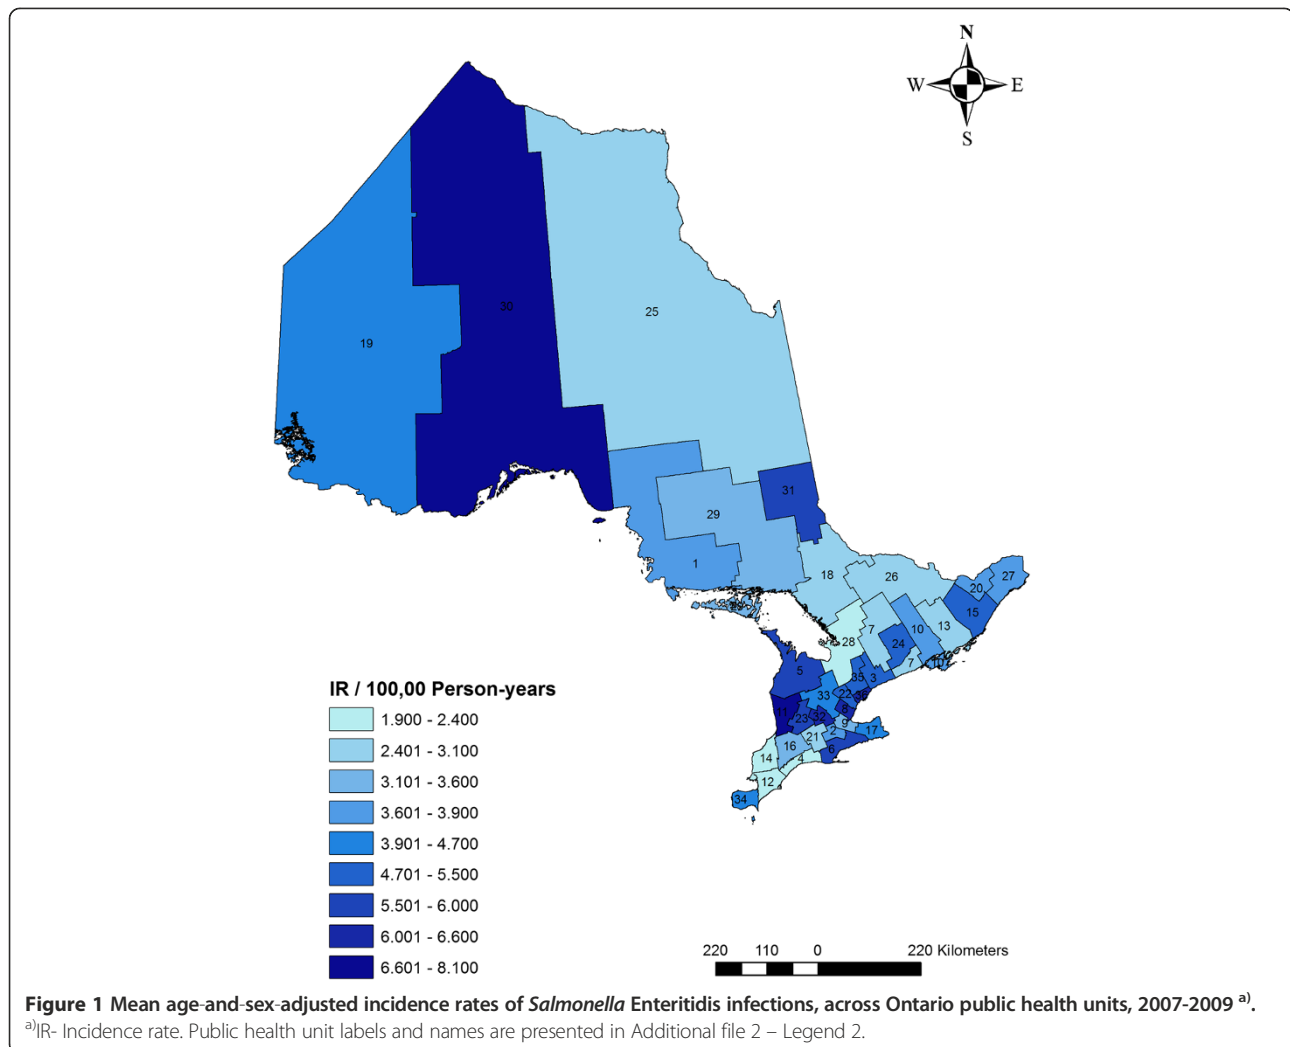 N
W E
S
30
25
19
31
29
1
18
26
27
20
15
28
7
10
13
24
7
10
5
35
3
33
22
36
11
23
32
8
9
2
17
21
16
6
14
4
12
34
IR / 100,00 Person-years
1.900 - 2.400
2.401 - 3.100
3.101 - 3.600
3.601 - 3.900
3.901 - 4.700
4.701 - 5.500
5.501 - 6.000
6.001 - 6.600
6.601 - 8.100
220 110 0 220 Kilometers
Figure 1 Mean age-and-sex-adjusted incidence rates of Salmonella Enteritidis infections, across Ontario public health units, 2007-2009 a).
a)IR- Incidence rate. Public health unit labels and names are presented in Additional file 2 – Legend 2.